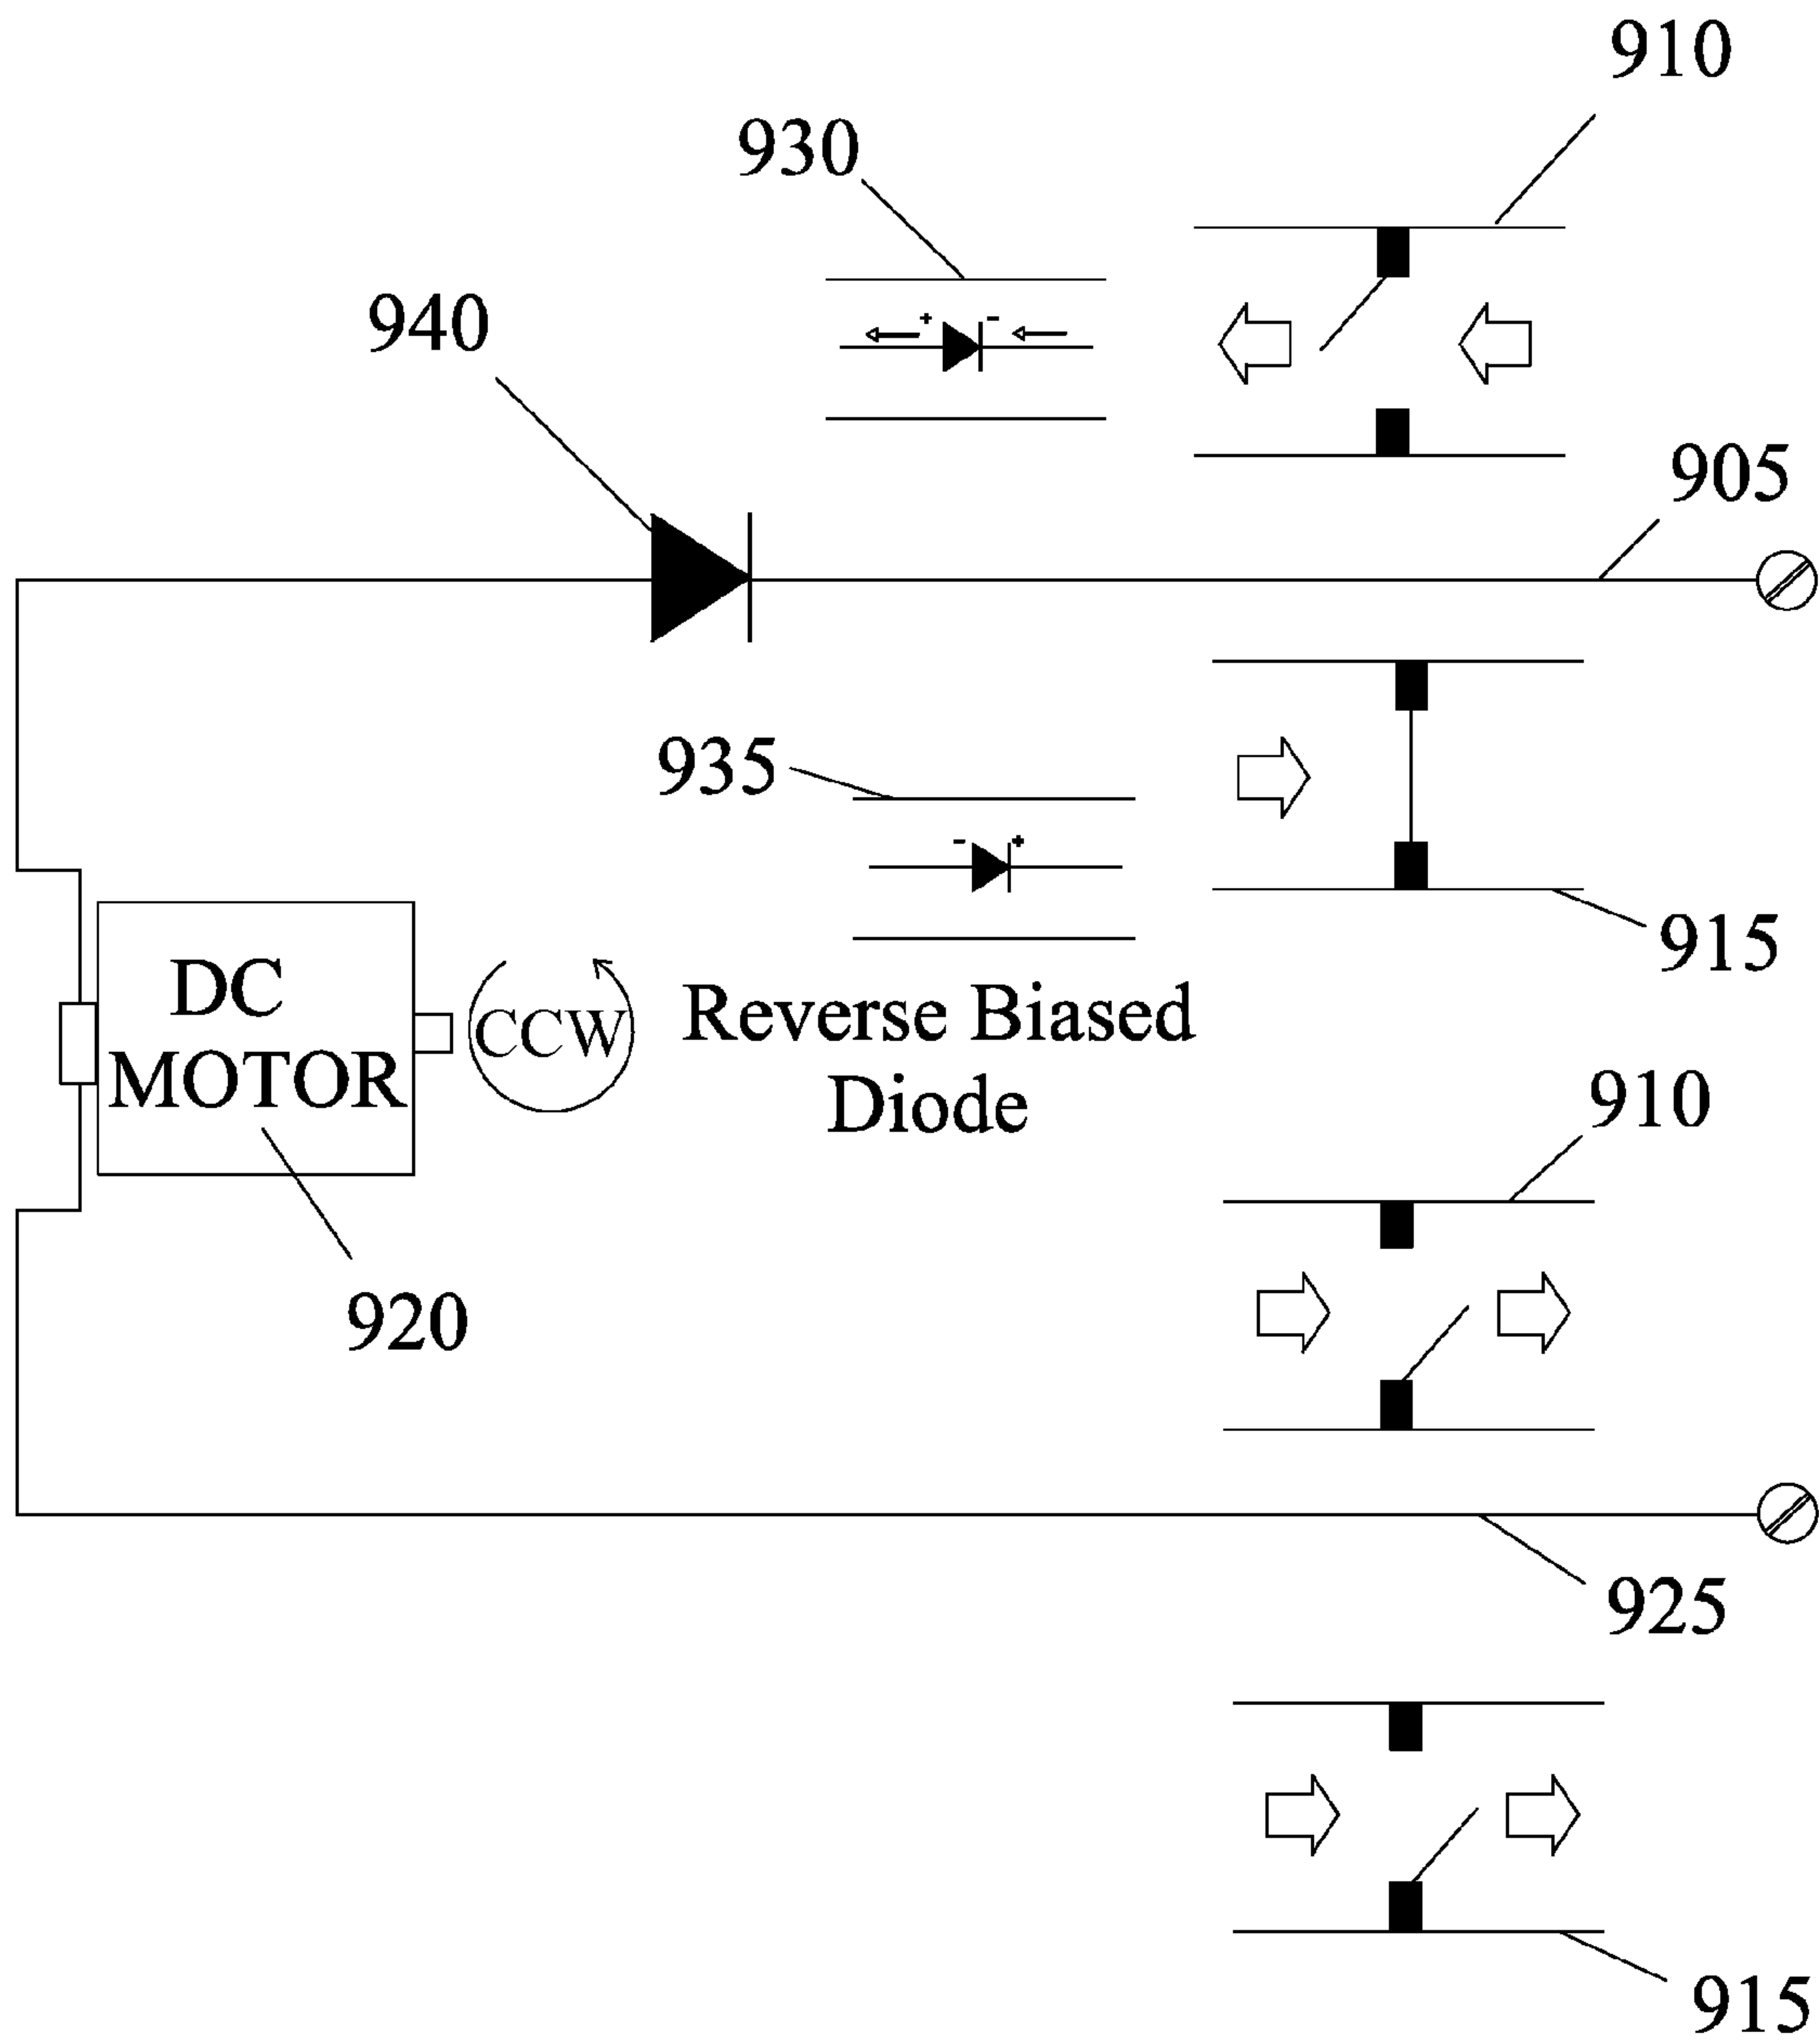 910
930
940
905
+ -
935
- +
915
DC
MOTOR
CCW
Reverse Biased
Diode
910
920
925
915